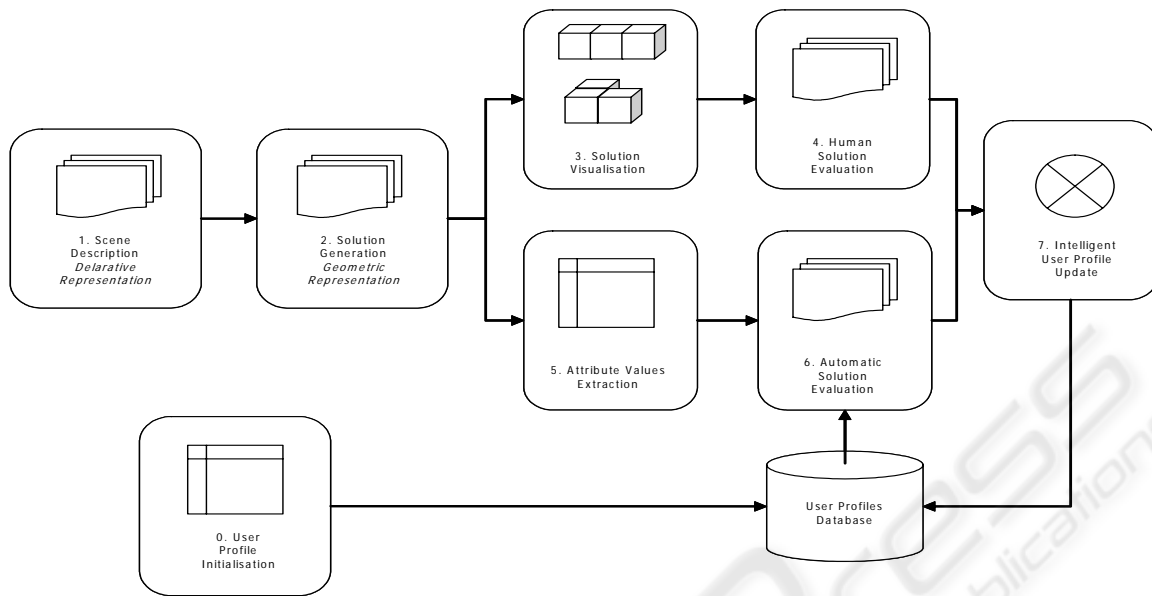 3. Solution
Visualisation
4. Human
Solution
Evaluation
1. Scene
Description
Delarative
Representation
2. Solution
Generation
Geometric
Representation
7. Intelligent
User Profile
Update
5. Attribute Values
Extraction
6. Automatic
Solution
Evaluation
0. User
Profile
Initialisation
User Profiles
Database